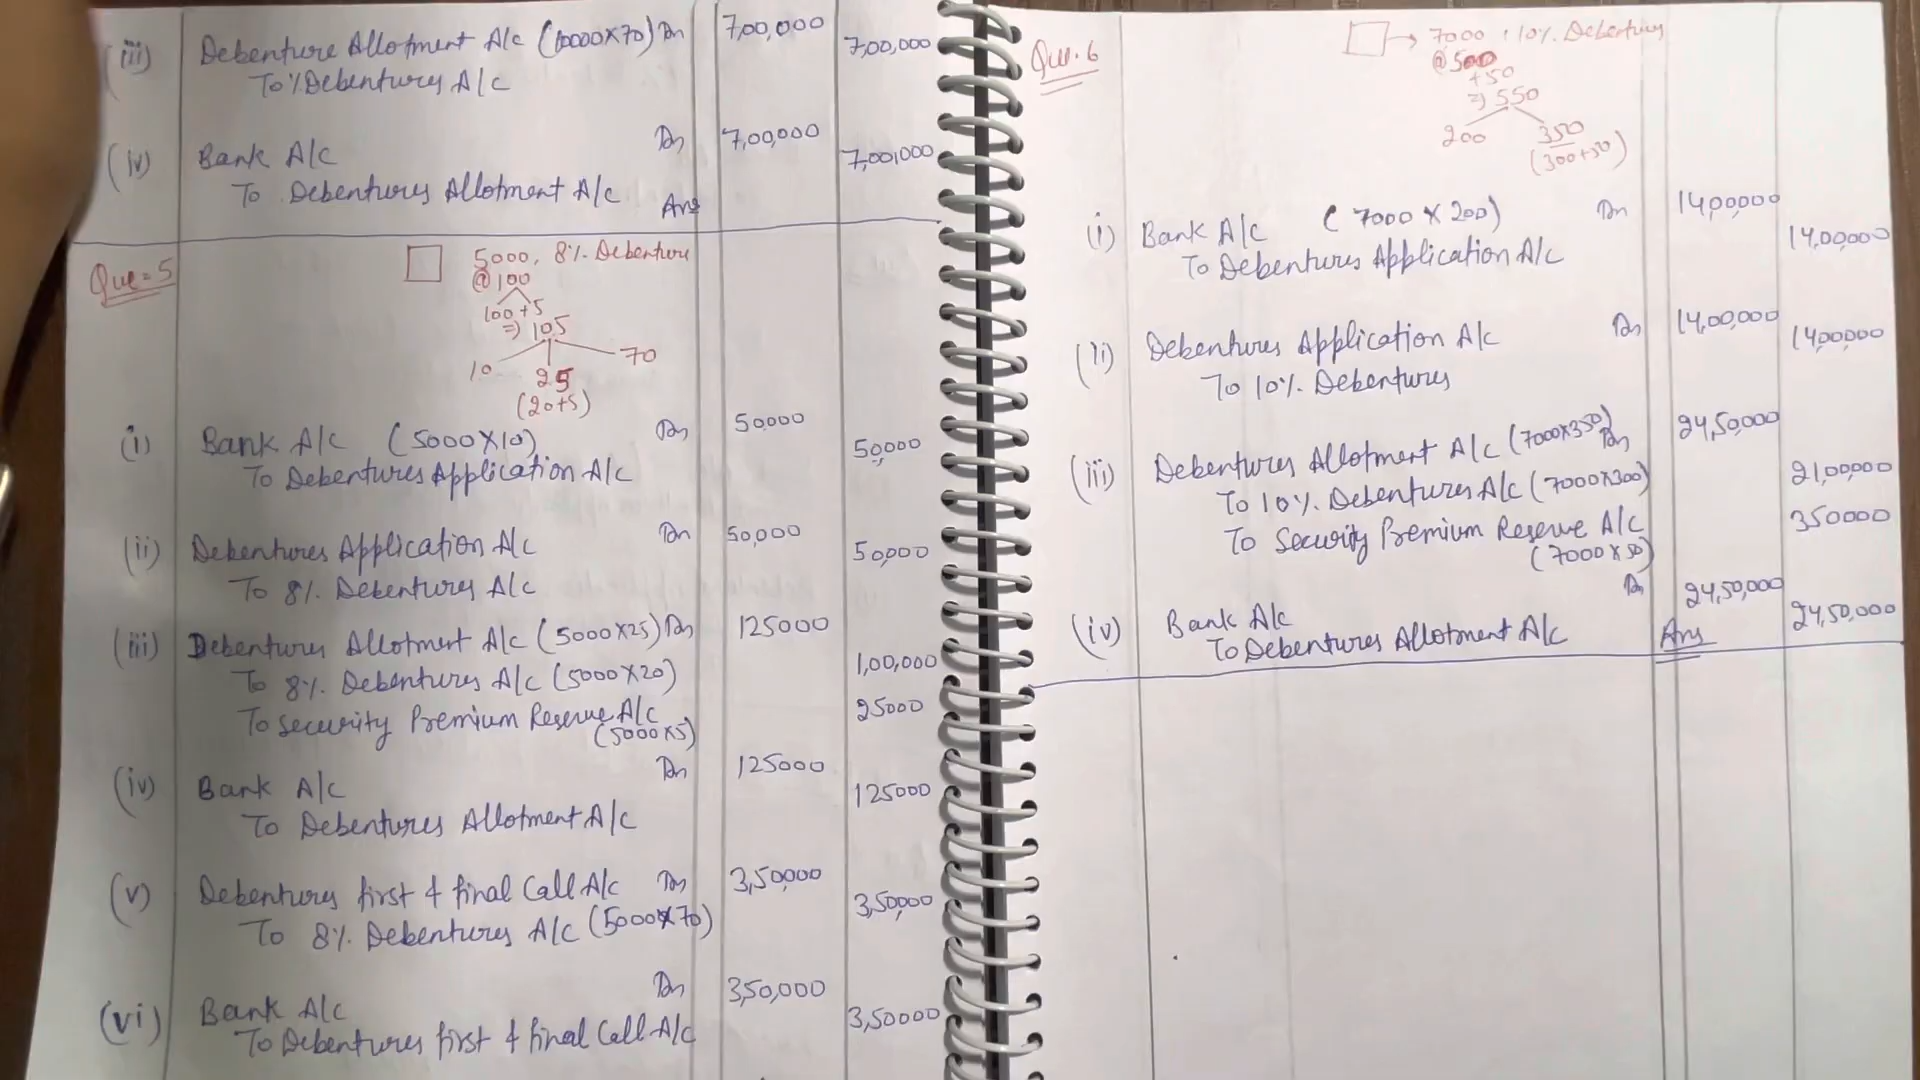 (iii) Debenture Allotment A/c (10000X70) Dr 7,00,000
To % Debentures A/c 7,00,000
(iv) Bank A/c Dr 7,00,000
To Debentures Allotment A/c 7,00,000
Ans
Que=5
5000, 8% Debenture
@ 100
100+5
=) 105
10 25 70
(20+5)
(i) Bank A/c (5000X10) Dr 50,000
To Debentures Application A/c 50,000
(ii) Debentures Application A/c Dr 50,000
To 8% Debentures A/c 50,000
(iii) Debentures Allotment A/c (5000X25) Dr 125000
To 8% Debentures A/c (5000X20) 1,00,000
To Security Premium Reserve A/c 25000
(5000X5)
(iv) Bank A/c Dr 125000
To Debentures Allotment A/c 125000
(v) Debentures first & final Call A/c Dr 3,50,000
To 8% Debentures A/c (5000X70) 3,50,000
(vi) Bank A/c Dr 3,50,000
To Debentures first & final Call A/c 3,50000
Que.6
7000, 10% Debentures
@500
+50
=) 550
200 350
(300+50)
(i) Bank A/c (7000 X 200) Dr 14,00,000
To Debentures Application A/c 14,00,000
(ii) Debentures Application A/c Dr 14,00,000
To 10% Debentures 14,00,000
(iii) Debentures Allotment A/c (7000X350) Dr 24,50,000
To 10% Debentures A/c (7000X300) 21,00,000
To Security Premium Reserve A/c 350000
(7000X50)
(iv) Bank A/c Dr 24,50,000
To Debentures Allotment A/c 24,50,000
Ans